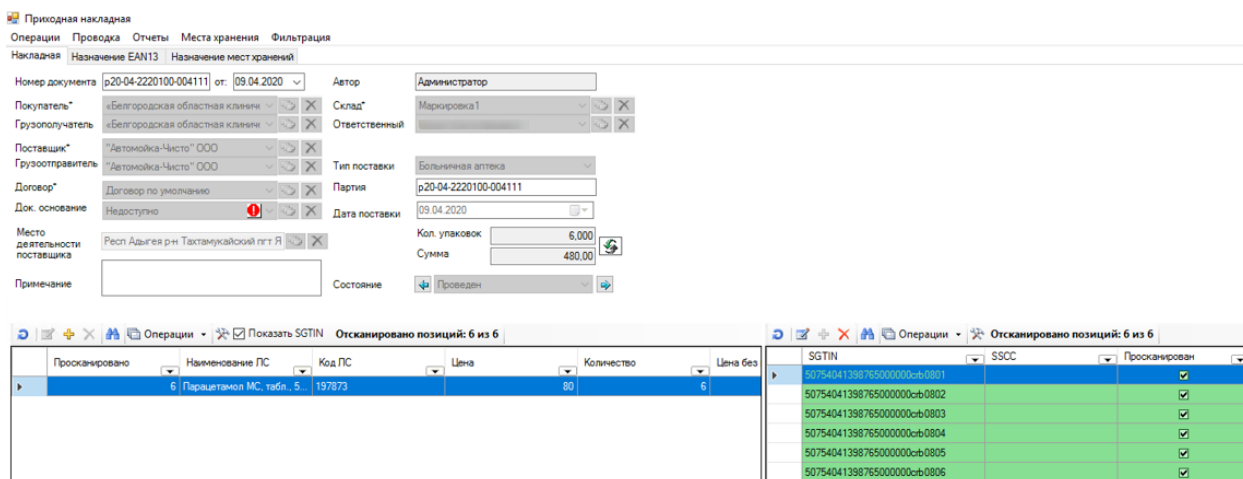 Приходная накладная
Операции Проводка Отчеты Места хранения Фильтрация
Накладная Назначение EAN13 Назначение мест хранений
Номер документа p20-04-2220100-004111 от: 09.04.2020 Автор Администратор
Покупатель* «Белгородская областная клиниче Склад* Маркировка1
Грузополучатель «Белгородская областная клиниче Ответственный
Поставщик* "Автомойка-Чисто" ООО
Грузоотправитель "Автомойка-Чисто" ООО Тип поставки Больничная аптека
Договор* Договор по умолчанию Партия p20-04-2220100-004111
Док. основание Недоступно Дата поставки 09.04.2020
Место деятельности поставщика Респ Адыгея р-н Тахтамукайский пгт Я Кол. упаковок 6,000
Сумма 480,00
Примечание Состояние Проведен
Операции Показать SGTIN Отсканировано позиций: 6 из 6 Операции Отсканировано позиций: 6 из 6
Просканировано Наименование ЛС Код ЛС Цена Количество Цена без SGTIN SSCC Просканирован
6 Парацетамол МС, табл., 5... 197873 80 6 50754041398765000000crb0801
50754041398765000000crb0802
50754041398765000000crb0803
50754041398765000000crb0804
50754041398765000000crb0805
50754041398765000000crb0806